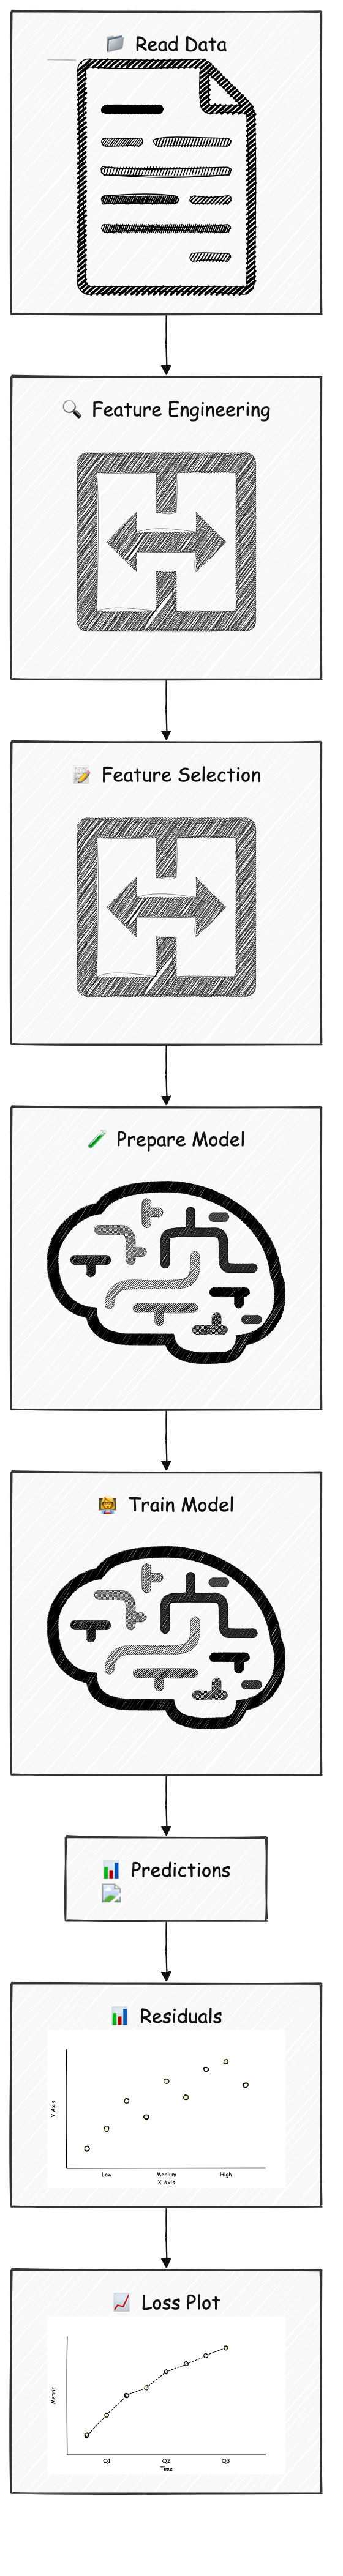 Read Data
Feature Engineering
Feature Selection
Prepare Model
Train Model
Predictions
Residuals
Y Axis
Low Medium High
X Axis
Loss Plot
Metric
Q1 Q2 Q3
Time